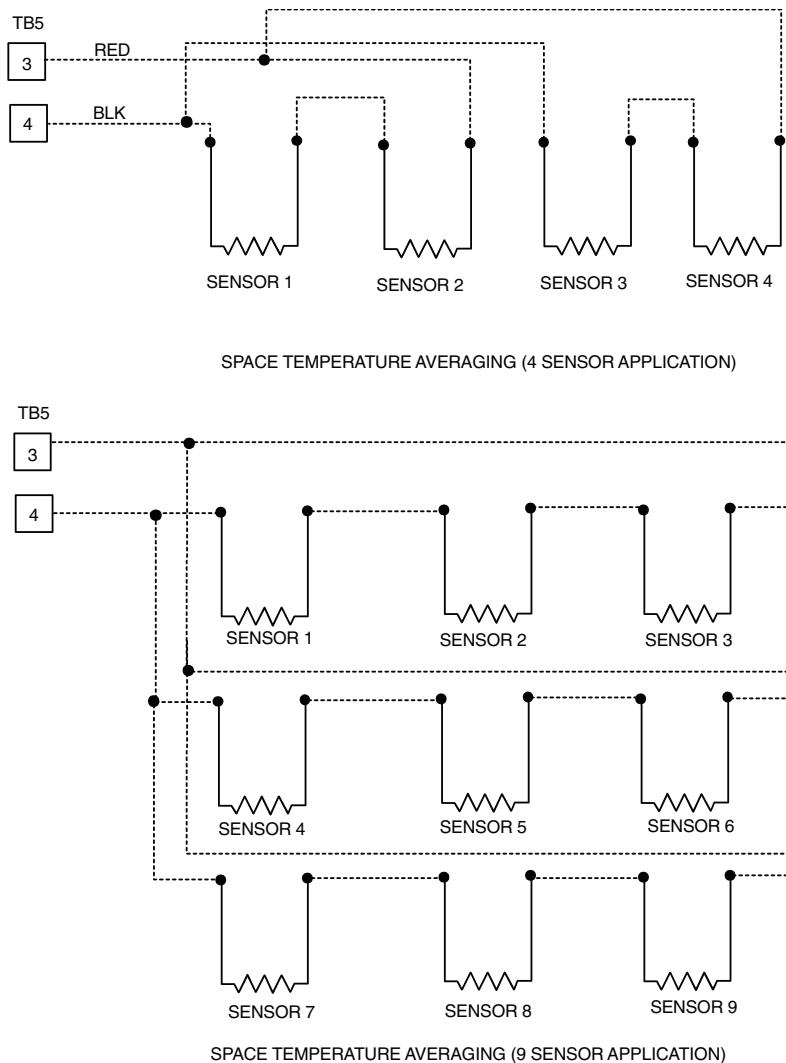 TB5
3 RED
4 BLK
SENSOR 1 SENSOR 2 SENSOR 3 SENSOR 4
SPACE TEMPERATURE AVERAGING (4 SENSOR APPLICATION)
TB5
3
4
SENSOR 1 SENSOR 2 SENSOR 3
SENSOR 4 SENSOR 5 SENSOR 6
SENSOR 7 SENSOR 8 SENSOR 9
SPACE TEMPERATURE AVERAGING (9 SENSOR APPLICATION)